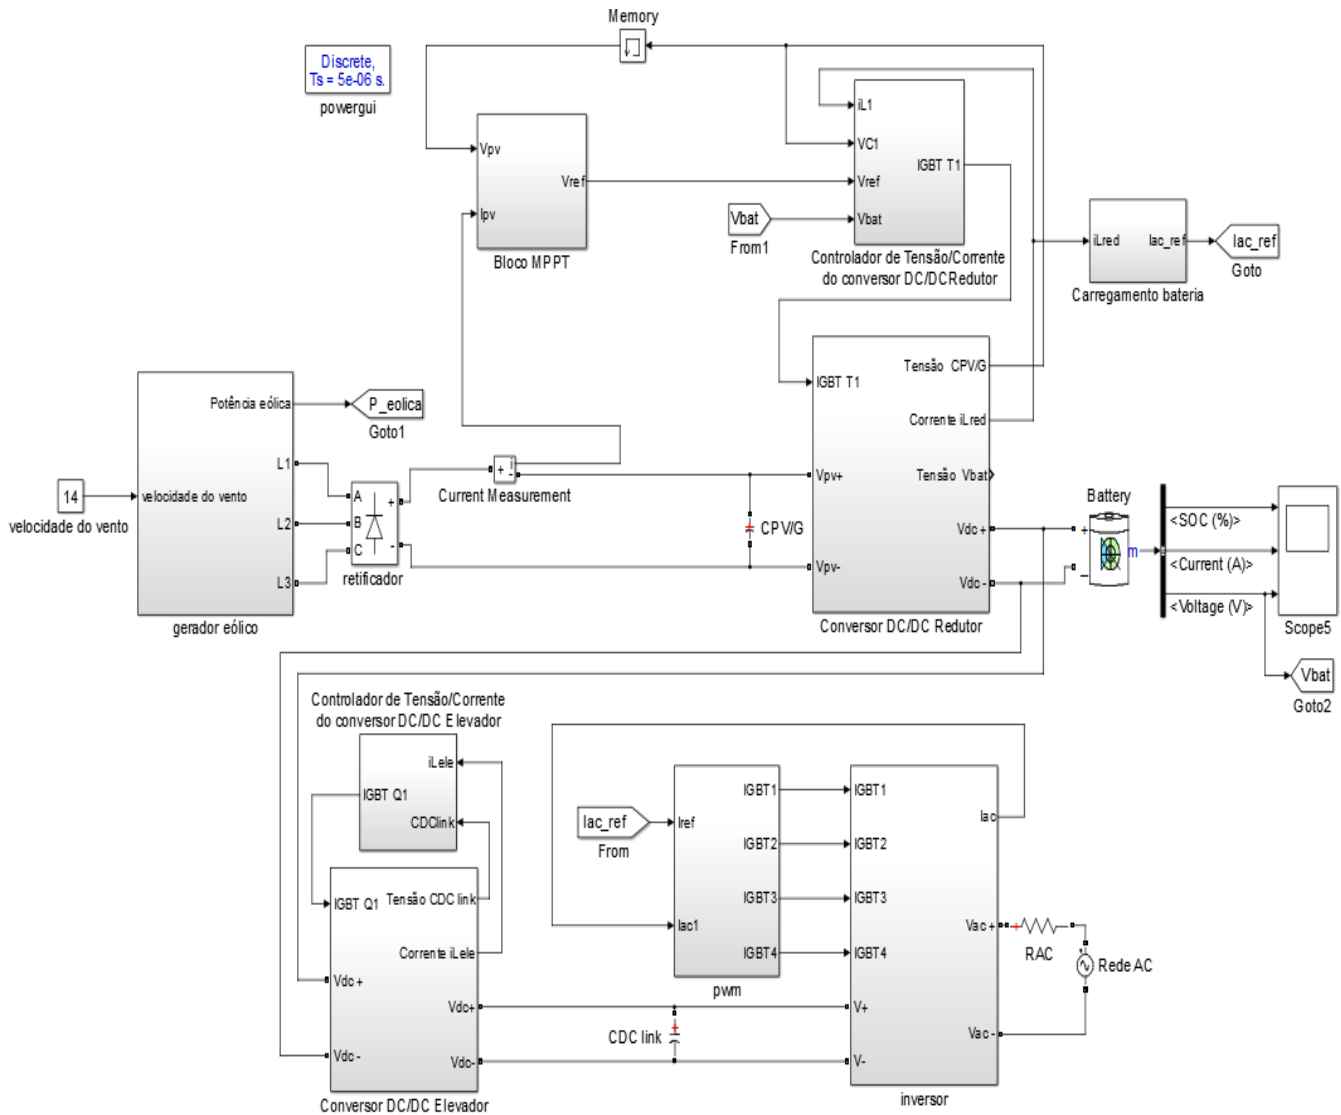 Memory
Discrete,
Ts = 5e-06 s.
powergui
Vpv
Ipv
Vref
Bloco MPPT
iL1
VC1
Vref
Vbat
IGBT T1
Vbat
From1
Controlador de Tensão/Corrente
do conversor DC/DCRedutor
iLred
Iac_ref
Carregamento bateria
Iac_ref
Goto
14
velocidade do vento
velocidade do vento
Potência eólica
L1
L2
L3
gerador eólico
P_eolica
Goto1
A
B
C
+
-
retificador
+
i
-
Current Measurement
CPV/G
IGBT T1
Vpv+
Vpv-
Tensão CPV/G
Corrente iLred
Tensão Vbat
Vdc +
Vdc -
Conversor DC/DC Redutor
Battery
+
_
m
<SOC (%)>
<Current (A)>
<Voltage (V)>
Scope5
Vbat
Goto2
Controlador de Tensão/Corrente
do conversor DC/DC Elevador
iLele
IGBT Q1
CDClink
IGBT Q1
Tensão CDC link
Corrente iLele
Vdc +
Vdc -
Vdc+
Vdc-
Conversor DC/DC Elevador
CDC link
Iac_ref
From
Iref
Iac1
IGBT1
IGBT2
IGBT3
IGBT4
pwm
IGBT1
IGBT2
IGBT3
IGBT4
V+
V-
Iac
Vac +
Vac -
inversor
RAC
Rede AC